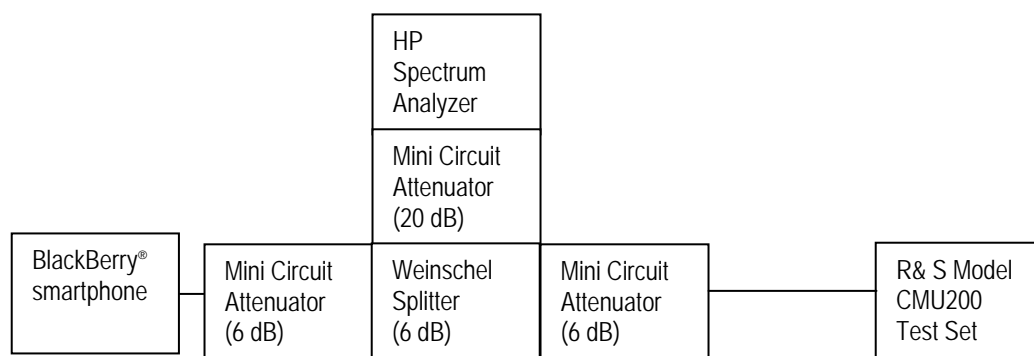 HP
Spectrum
Analyzer
Mini Circuit
Attenuator
(20 dB)
BlackBerry®
smartphone
Mini Circuit
Attenuator
(6 dB)
Weinschel
Splitter
(6 dB)
Mini Circuit
Attenuator
(6 dB)
R& S Model
CMU200
Test Set